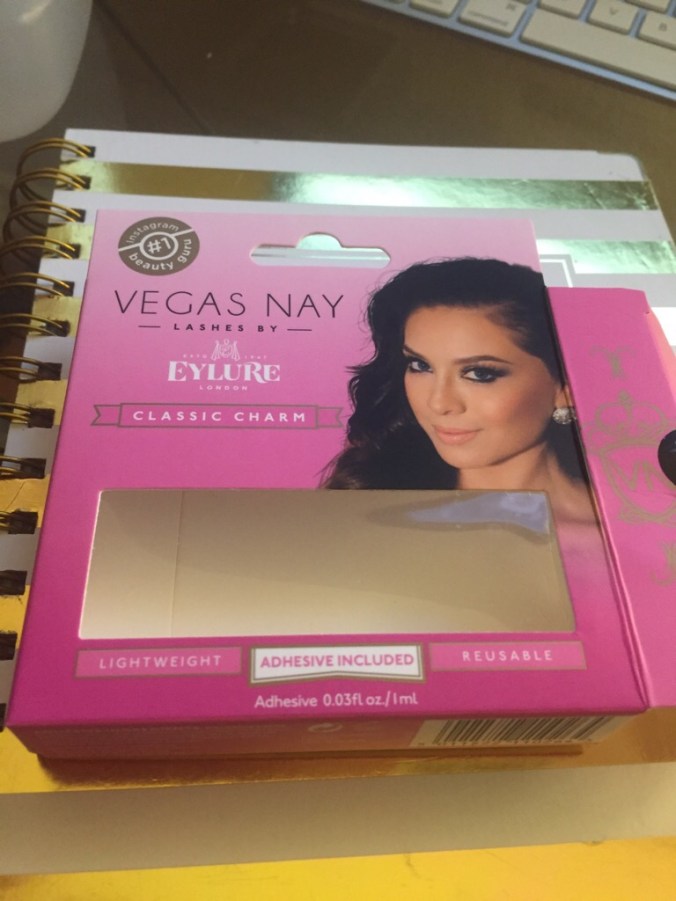 Instagram
#1
beauty guru
VEGAS NAY
LASHES BY
EYLURE
LONDON
CLASSIC CHARM
LIGHTWEIGHT
ADHESIVE INCLUDED
REUSABLE
Adhesive 0.03fl oz./1ml
VN